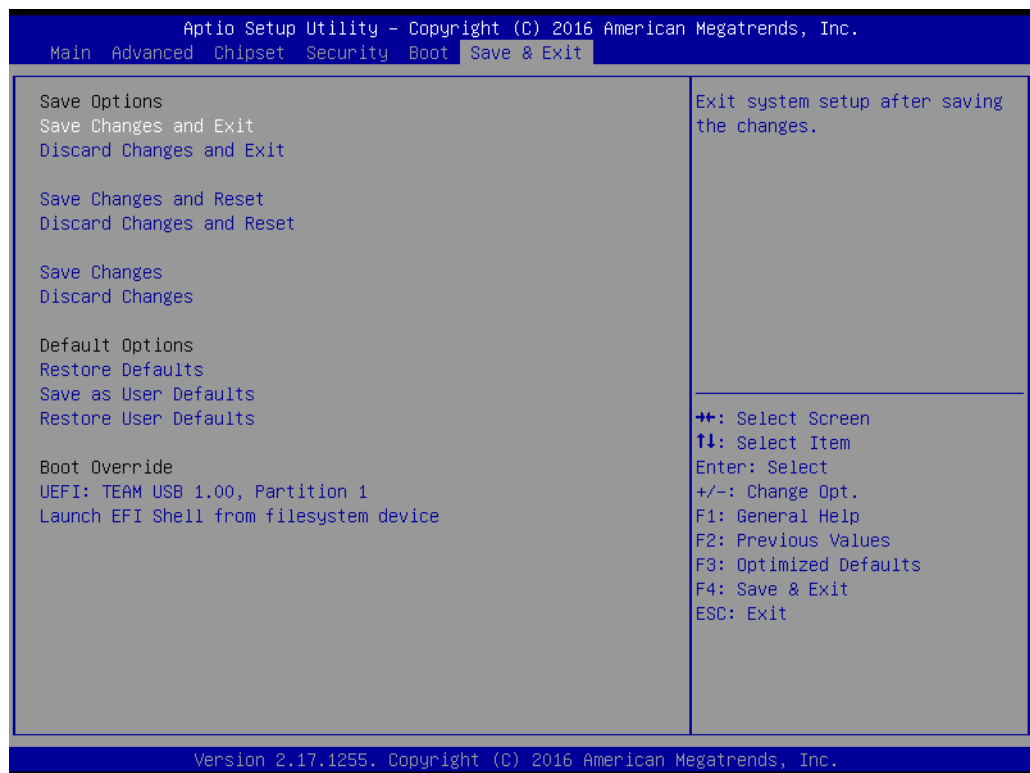 Aptio Setup Utility – Copyright (C) 2016 American Megatrends, Inc.
Main Advanced Chipset Security Boot Save & Exit
Save Options
Save Changes and Exit
Discard Changes and Exit
Save Changes and Reset
Discard Changes and Reset
Save Changes
Discard Changes
Default Options
Restore Defaults
Save as User Defaults
Restore User Defaults
Boot Override
UEFI: TEAM USB 1.00, Partition 1
Launch EFI Shell from filesystem device
Exit system setup after saving
the changes.
→←: Select Screen
↑↓: Select Item
Enter: Select
+/-: Change Opt.
F1: General Help
F2: Previous Values
F3: Optimized Defaults
F4: Save & Exit
ESC: Exit
Version 2.17.1255. Copyright (C) 2016 American Megatrends, Inc.